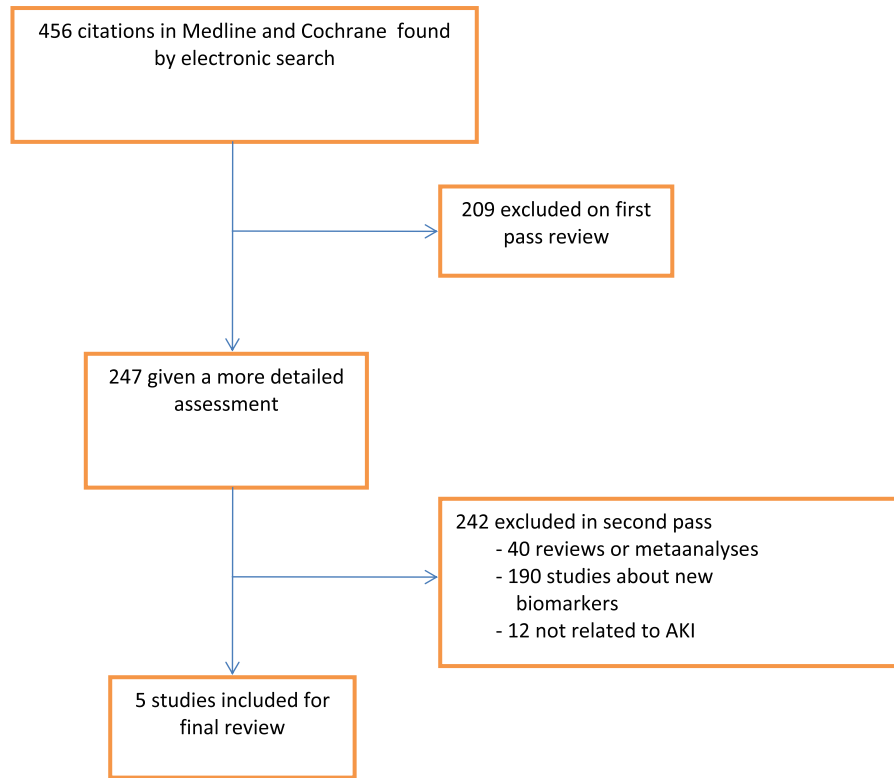 456 citations in Medline and Cochrane found
by electronic search
209 excluded on first
pass review
247 given a more detailed
assessment
242 excluded in second pass
- 40 reviews or metaanalyses
- 190 studies about new
biomarkers
- 12 not related to AKI
5 studies included for
final review